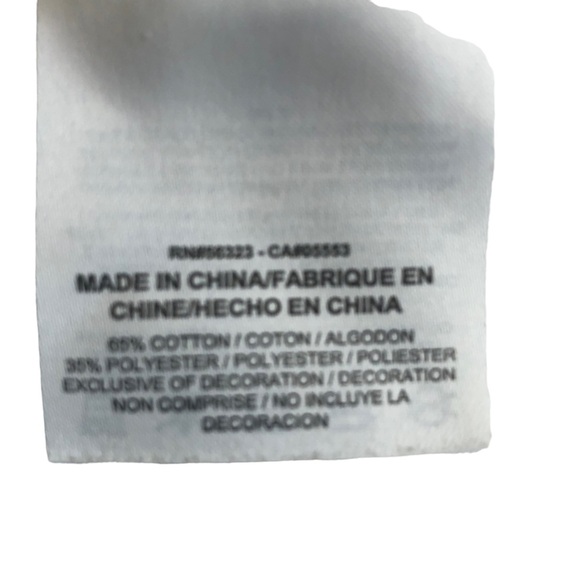 RN#56323 - CA#05553
MADE IN CHINA/FABRIQUE EN
CHINE/HECHO EN CHINA
65% COTTON / COTON / ALGODON
35% POLYESTER / POLYESTER / POLIESTER
EXCLUSIVE OF DECORATION / DECORATION
NON COMPRISE / NO INCLUYE LA
DECORACION